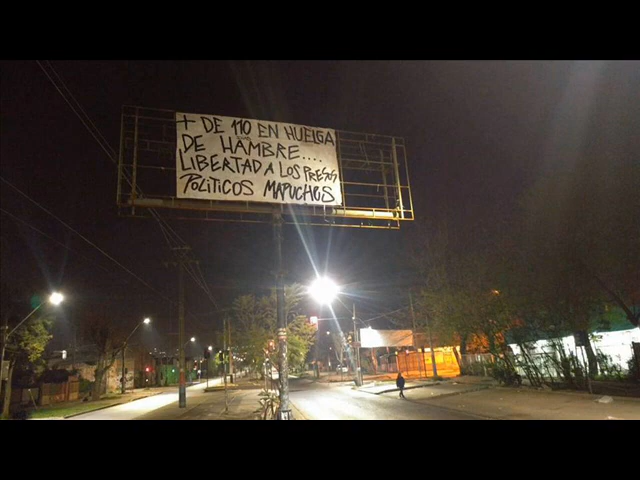 + DE 110 EN HUELGA
DE HAMBRE....
LIBERTAD A LOS PRESOS
POLITICOS MAPUCHES